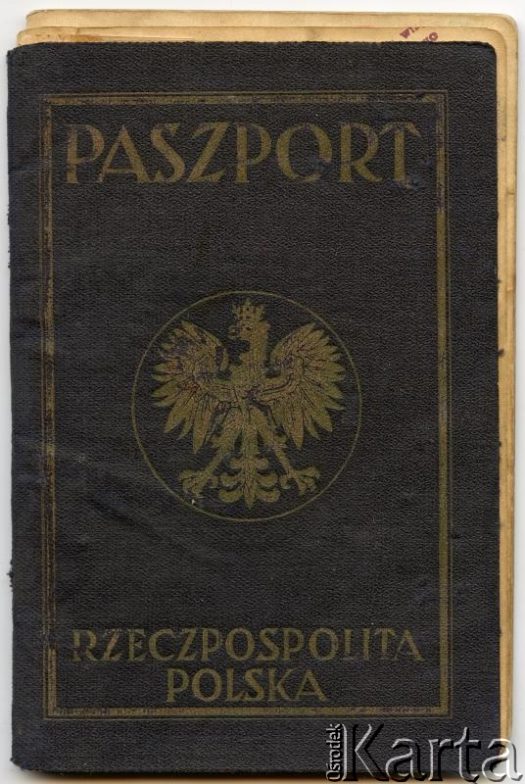 PASZPORT
RZECZPOSPOLITA
POLSKA
Ośrodek
Karta